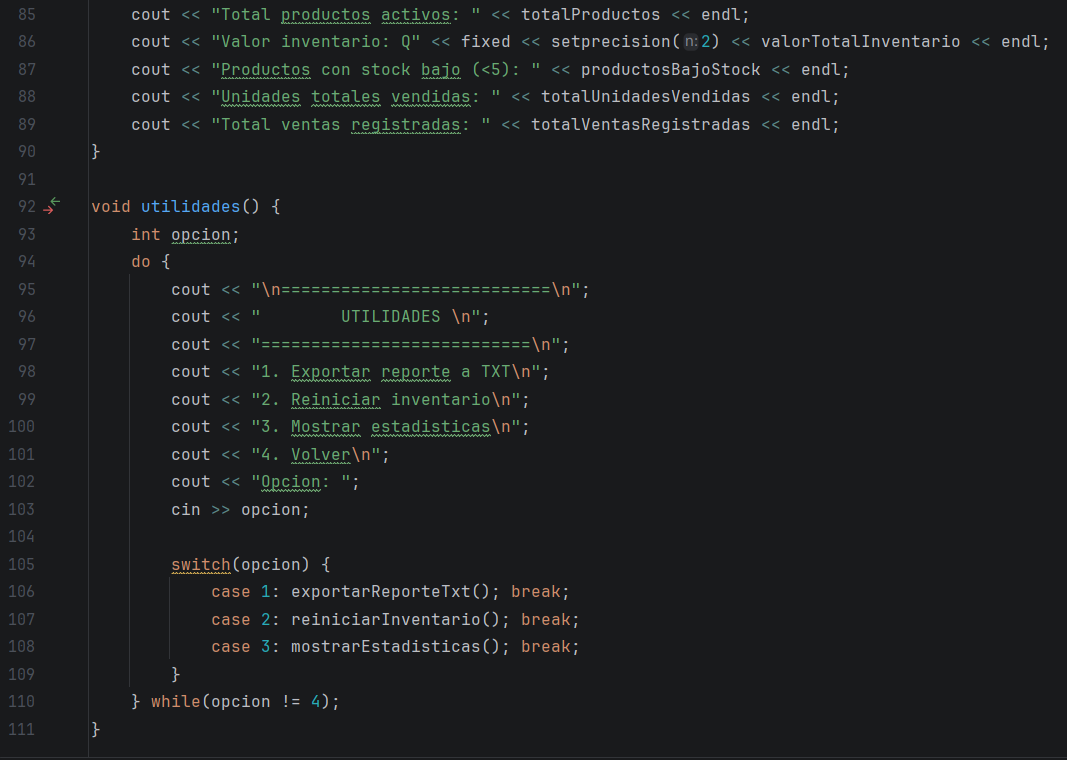 85 cout << "Total productos activos: " << totalProductos << endl;
86 cout << "Valor inventario: Q" << fixed << setprecision(n:2) << valorTotalInventario << endl;
87 cout << "Productos con stock bajo (<5): " << productosBajoStock << endl;
88 cout << "Unidades totales vendidas: " << totalUnidadesVendidas << endl;
89 cout << "Total ventas registradas: " << totalVentasRegistradas << endl;
90 }
91
92 void utilidades() {
93 int opcion;
94 do {
95 cout << "\n===========================\n";
96 cout << "        UTILIDADES \n";
97 cout << "===========================\n";
98 cout << "1. Exportar reporte a TXT\n";
99 cout << "2. Reiniciar inventario\n";
100 cout << "3. Mostrar estadisticas\n";
101 cout << "4. Volver\n";
102 cout << "Opcion: ";
103 cin >> opcion;
104
105 switch(opcion) {
106 case 1: exportarReporteTxt(); break;
107 case 2: reiniciarInventario(); break;
108 case 3: mostrarEstadisticas(); break;
109 }
110 } while(opcion != 4);
111 }